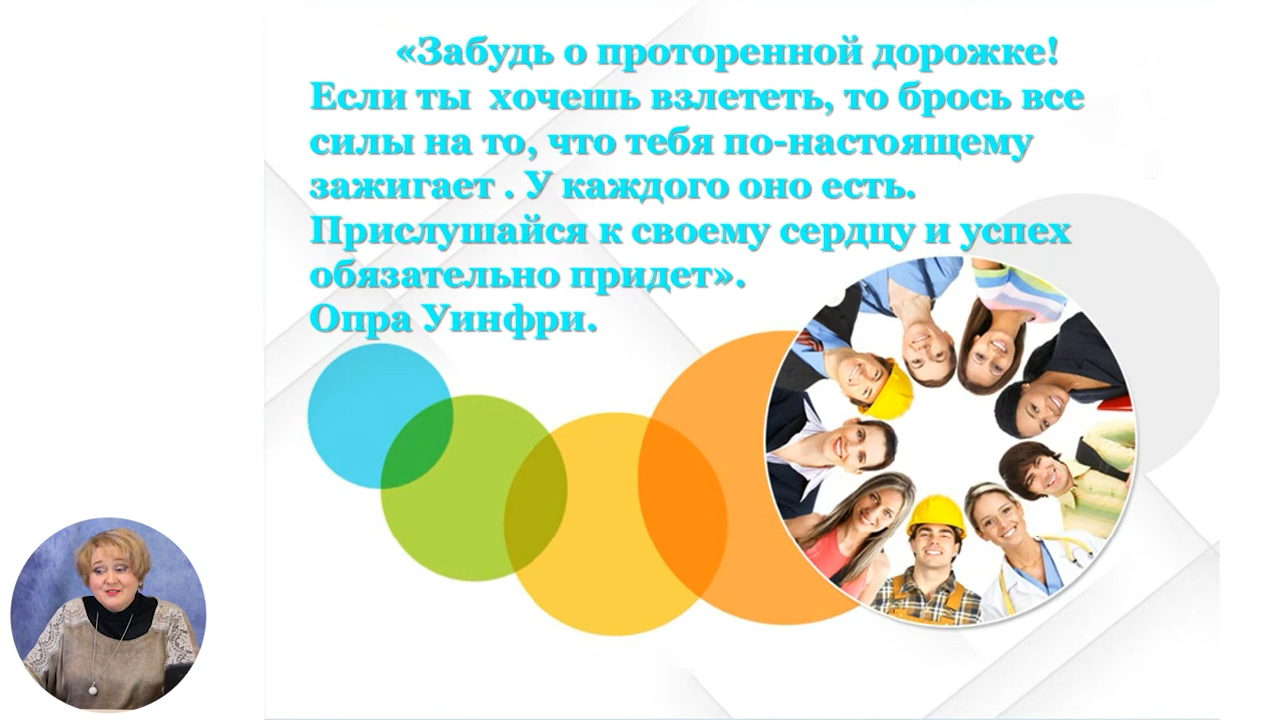 «Забудь о проторенной дорожке!
Если ты хочешь взлететь, то брось все
силы на то, что тебя по-настоящему
зажигает . У каждого оно есть.
Прислушайся к своему сердцу и успех
обязательно придет».
Опра Уинфри.